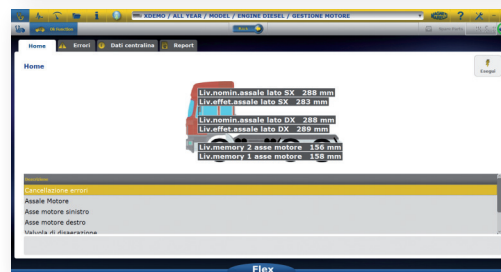 XDEMO / ALL YEAR / MODEL / ENGINE DIESEL / GESTIONE MOTORE
Home
Errori
Dati centralina
Report
Home
Esegui
Liv.nomin.assale lato SX 288 mm
Liv.effet.assale lato SX 283 mm
Liv.nomin.assale lato DX 288 mm
Liv.effet.assale lato DX 289 mm
Liv.memory 2 asse motore 156 mm
Liv.memory 1 asse motore 158 mm
Cancellazione errori
Assale Motore
Asse motore sinistro
Asse motore destro
Valvola di disaerazione
Flex